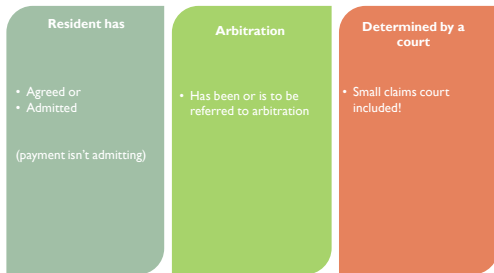 Resident has
• Agreed or
• Admitted
(payment isn't admitting)
Arbitration
• Has been or is to be
referred to arbitration
Determined by a
court
• Small claims court
included!